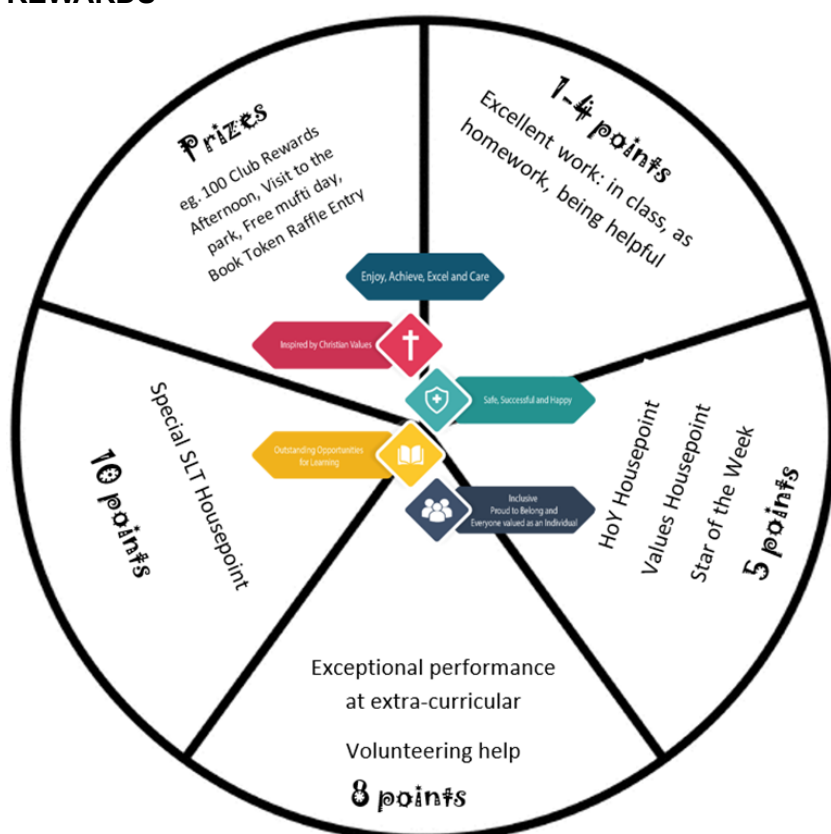 REWARDS
Prizes
eg. 100 Club Rewards
Afternoon, Visit to the
park, Free mufti day,
Book Token Raffle Entry
1-4 points
Excellent work: in class, as
homework, being helpful
Enjoy, Achieve, Excel and Care
Inspired by Christian Values
Safe, Successful and Happy
Outstanding Opportunities
for Learning
Inclusive
Proud to Belong and
Everyone valued as an Individual
HoY Housepoint
Values Housepoint
Star of the Week
5 points
Special SLT Housepoint
10 points
Exceptional performance
at extra-curricular
Volunteering help
8 points